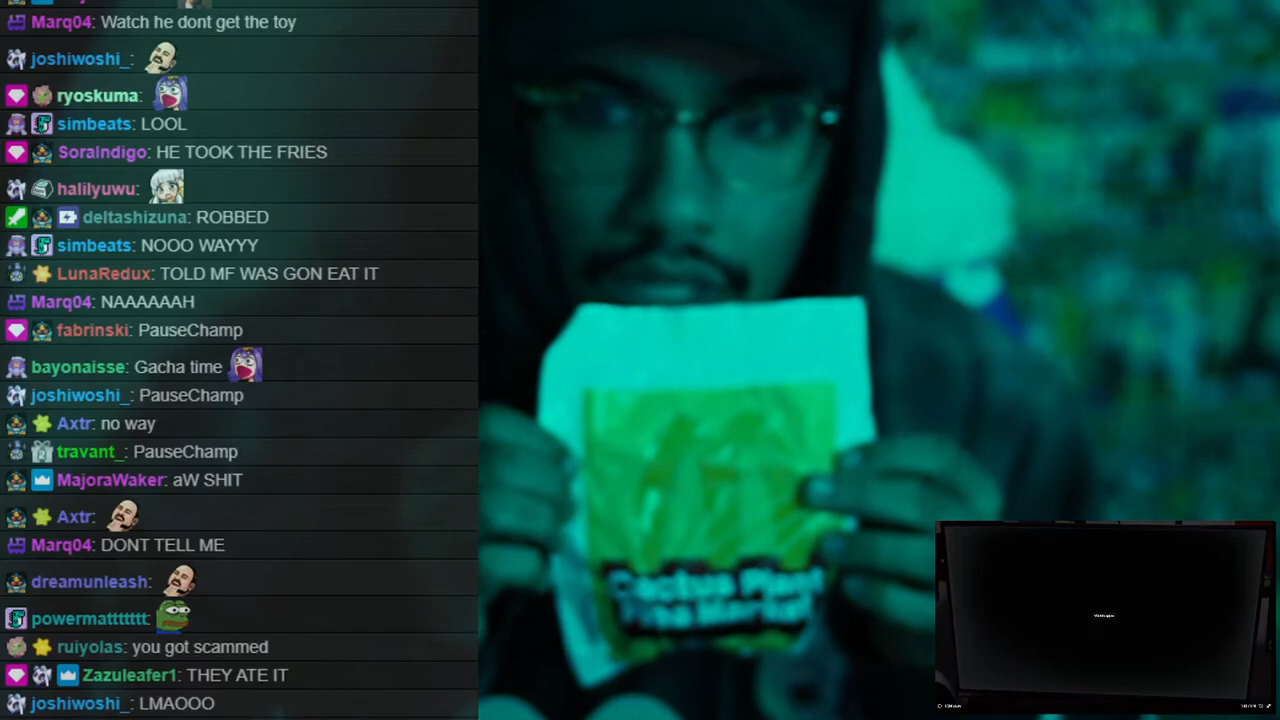 Marq04: Watch he dont get the toy
joshiwoshi_:
ryoskuma:
simbeats: LOOL
SoraIndigo: HE TOOK THE FRIES
halilyuwu:
deltashizuna: ROBBED
simbeats: NOOO WAYYY
LunaRedux: TOLD MF WAS GON EAT IT
Marq04: NAAAAAAH
fabrinski: PauseChamp
bayonaisse: Gacha time
joshiwoshi_: PauseChamp
Axtr: no way
travant_: PauseChamp
MajoraWaker: aW SHIT
Axtr:
Marq04: DONT TELL ME
dreamunleash:
powermattttttt:
ruiyolas: you got scammed
Zazuleafer1: THEY ATE IT
joshiwoshi_: LMAOOO
Cactus Plant
Flea Market